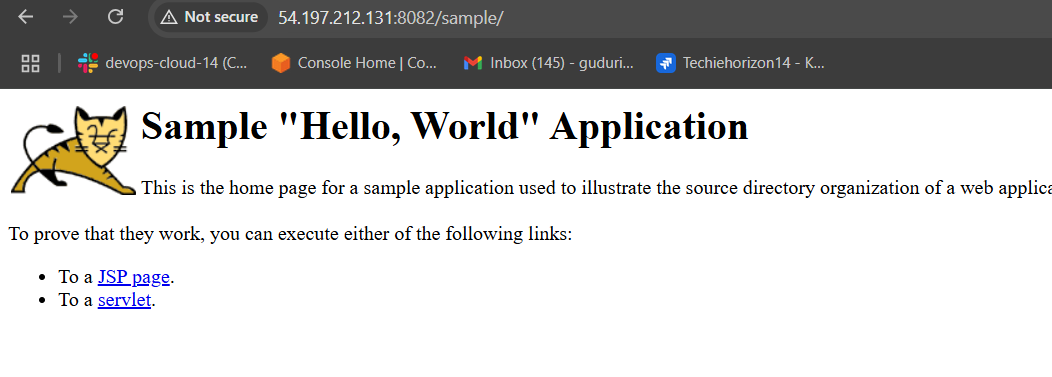 Not secure 54.197.212.131:8082/sample/
devops-cloud-14 (C... Console Home | Co... Inbox (145) - guduri... Techiehorizon14 - K...
Sample "Hello, World" Application
This is the home page for a sample application used to illustrate the source directory organization of a web
To prove that they work, you can execute either of the following links:
• To a JSP page.
• To a servlet.